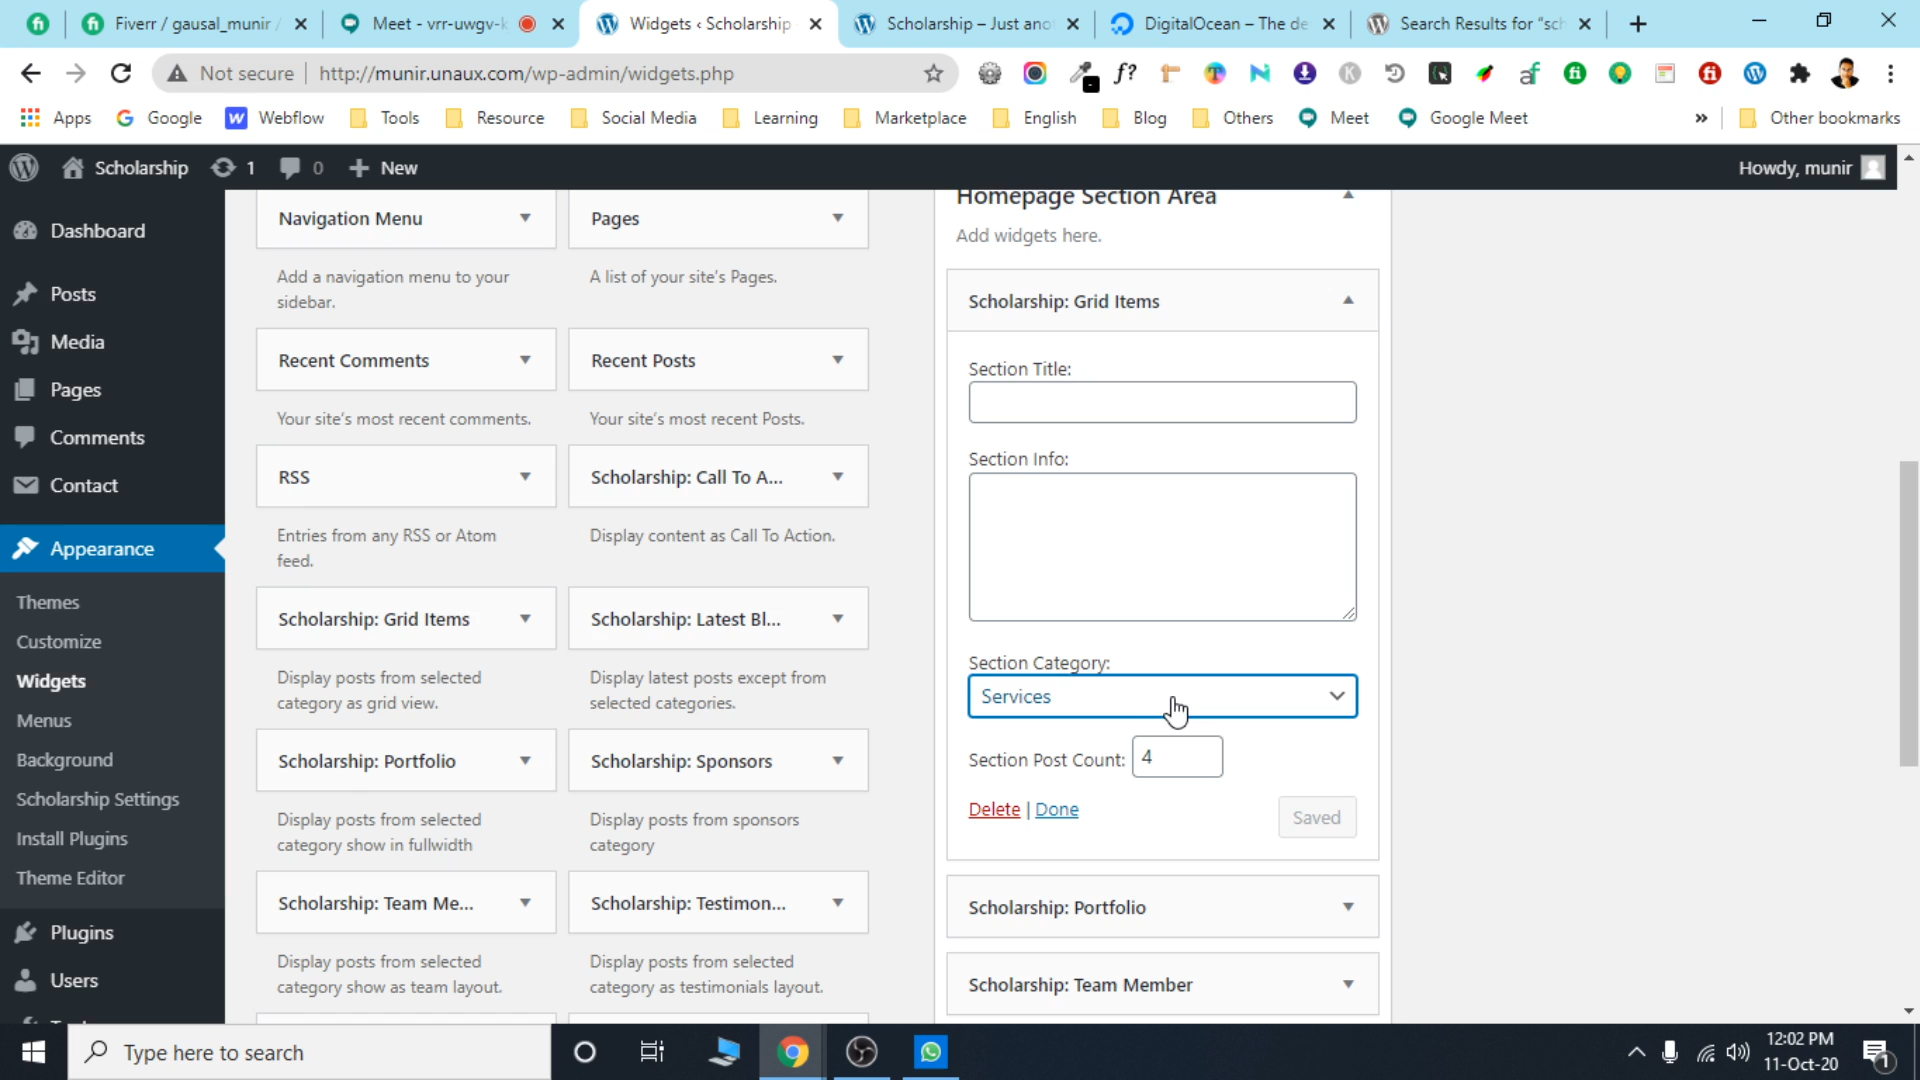 Fiverr / gausal_munir /
Meet - vrr-uwgv-k
Widgets ‹ Scholarship
Scholarship – Just ano
DigitalOcean – The de
Search Results for "sch
Not secure
http://munir.unaux.com/wp-admin/widgets.php
f?
Apps
Google
Webflow
Tools
Resource
Social Media
Learning
Marketplace
English
Blog
Others
Meet
Google Meet
»
Other bookmarks
Scholarship
1
0
New
Howdy, munir
Dashboard
Posts
Media
Pages
Comments
Contact
Appearance
Themes
Customize
Widgets
Menus
Background
Scholarship Settings
Install Plugins
Theme Editor
Plugins
Users
Navigation Menu
Add a navigation menu to your
sidebar.
Pages
A list of your site's Pages.
Recent Comments
Your site's most recent comments.
Recent Posts
Your site's most recent Posts.
RSS
Entries from any RSS or Atom
feed.
Scholarship: Call To A...
Display content as Call To Action.
Scholarship: Grid Items
Display posts from selected
category as grid view.
Scholarship: Latest Bl...
Display latest posts except from
selected categories.
Scholarship: Portfolio
Display posts from selected
category show in fullwidth
Scholarship: Sponsors
Display posts from sponsors
category
Scholarship: Team Me...
Display posts from selected
category show as team layout.
Scholarship: Testimon...
Display posts from selected
category as testimonials layout.
Homepage Section Area
Add widgets here.
Scholarship: Grid Items
Section Title:
Section Info:
Section Category:
Services
Section Post Count: 4
Delete | Done
Saved
Scholarship: Portfolio
Scholarship: Team Member
Type here to search
12:02 PM
11-Oct-20
1